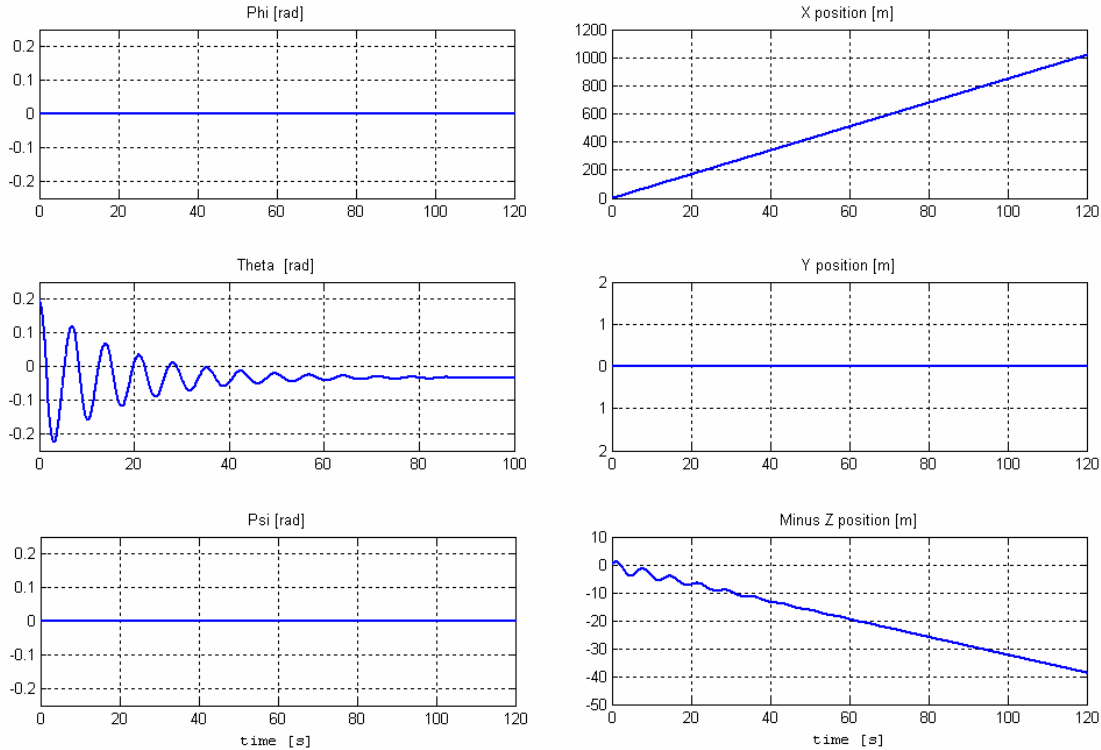 Phi [rad]
0.2
0.1
0
-0.1
-0.2
0 20 40 60 80 100 120
X position [m]
1200
1000
800
600
400
200
0
0 20 40 60 80 100 120
Theta [rad]
0.2
0.1
0
-0.1
-0.2
0 20 40 60 80 100
Y position [m]
2
1
0
1
2
0 20 40 60 80 100 120
Psi [rad]
0.2
0.1
0
-0.1
-0.2
0 20 40 60 80 100 120
time [s]
Minus Z position [m]
10
0
-10
-20
-30
-40
-50
0 20 40 60 80 100 120
time [s]